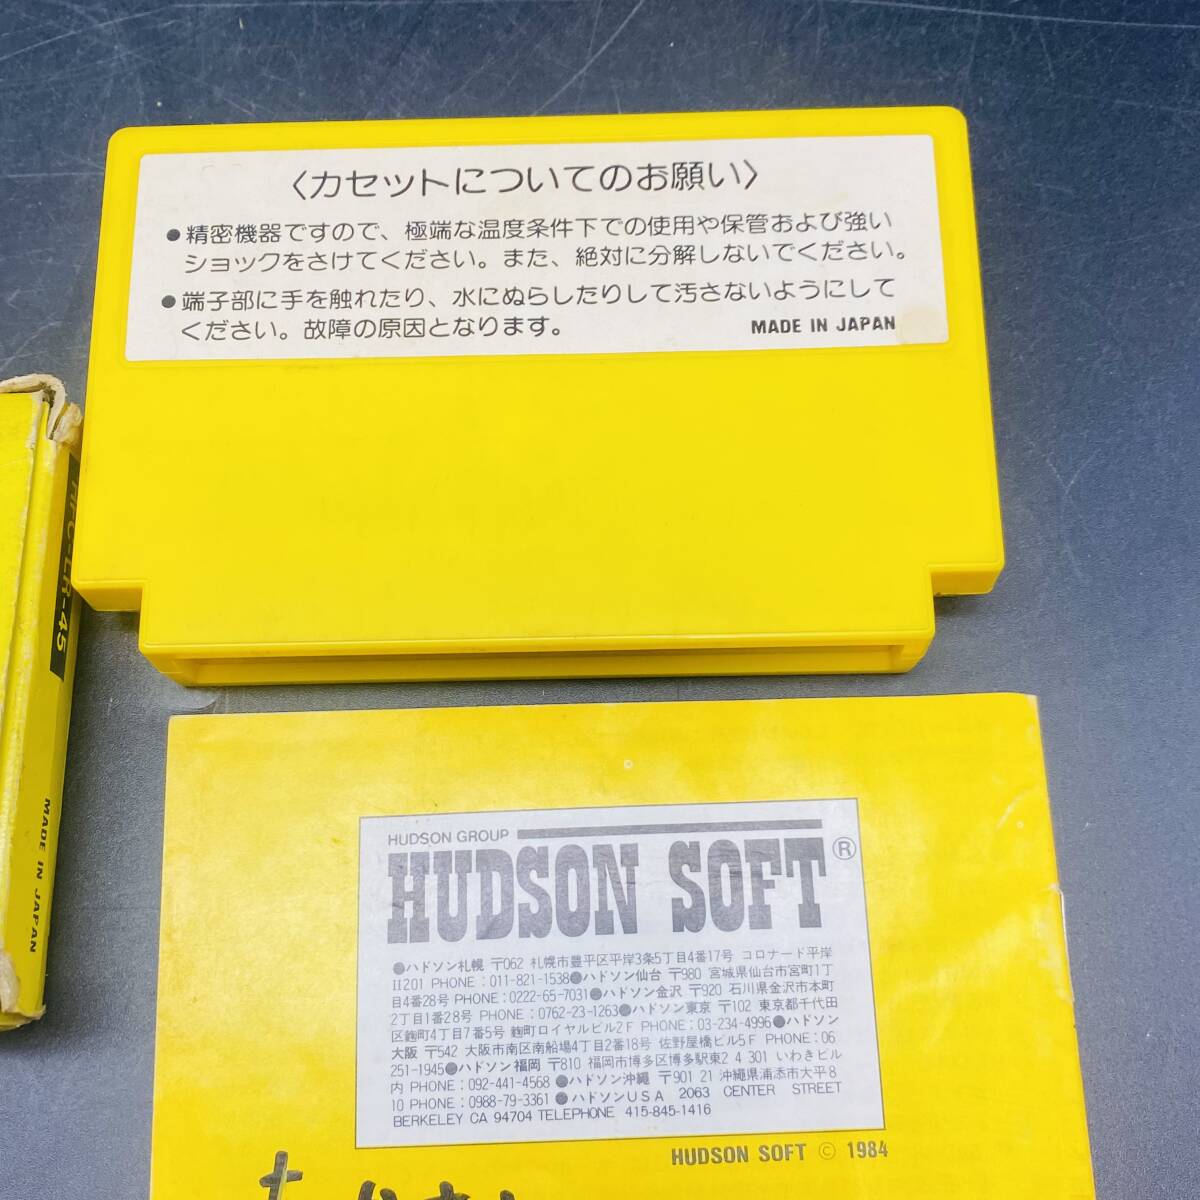 〈カセットについてのお願い〉
●精密機器ですので、極端な温度条件下での使用や保管および強い
ショックをさけてください。また、絶対に分解しないでください。
●端子部に手を触れたり、水にぬらしたりして汚さないようにして
ください。故障の原因となります。
MADE IN JAPAN
HFC-LR-45
MADE IN JAPAN
HUDSON GROUP
HUDSON SOFT®
●ハドソン札幌 〒062 札幌市豊平区平岸3条5丁目4番17号 コロナード平岸
II201 PHONE：011-821-1538●ハドソン仙台 〒980 宮城県仙台市宮町1丁
目4番28号 PHONE：0222-65-7031●ハドソン金沢 〒920 石川県金沢市本町
2丁目1番28号 PHONE：0762-23-1263●ハドソン東京 〒102 東京都千代田
区麹町4丁目7番5号 麹町ロイヤルビル2F PHONE：03-234-4996●ハドソン
大阪 〒542 大阪市南区南船場4丁目2番18号 佐野屋橋ビル5F PHONE：06
251-1945●ハドソン福岡 〒810 福岡市博多区博多駅東2 4 301 いわきビル
内 PHONE：092-441-4568 ●ハドソン沖縄 〒901 21 沖縄県浦添市大平8
10 PHONE：0988-79-3361 ●ハドソンUSA 2063 CENTER STREET
BERKELEY CA 94704 TELEPHONE 415-845-1416
HUDSON SOFT © 1984